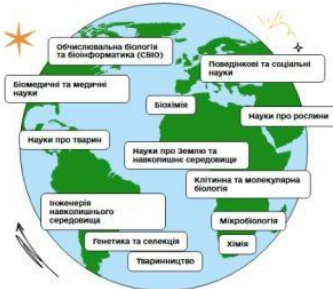 Обчислювальна біологія
та біоінформатика (CBIO)
Поведінкові та соціальні
науки
Біомедичні та медичні
науки
Біохімія
Науки про рослини
Науки про тварин
Науки про Землю та
навколишнє середовище
Клітинна та молекулярна
біологія
Інженерія
навколишнього
середовища
Мікробіологія
Генетика та селекція
Хімія
Тваринництво